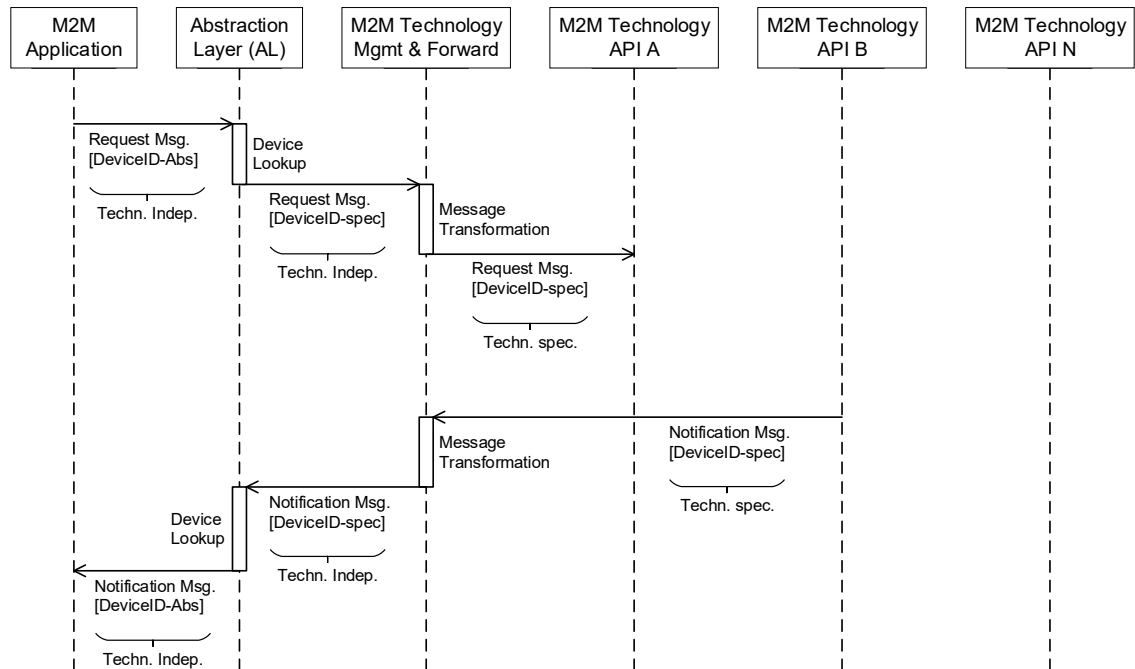 M2M
Application
Abstraction
Layer (AL)
M2M Technology
Mgmt & Forward
M2M Technology
API A
M2M Technology
API B
M2M Technology
API N
Request Msg.
[DeviceID-Abs]
Techn. Indep.
Device
Lookup
Request Msg.
[DeviceID-spec]
Techn. Indep.
Message
Transformation
Request Msg.
[DeviceID-spec]
Techn. spec.
Notification Msg.
[DeviceID-spec]
Techn. spec.
Message
Transformation
Notification Msg.
[DeviceID-spec]
Techn. Indep.
Device
Lookup
Notification Msg.
[DeviceID-Abs]
Techn. Indep.